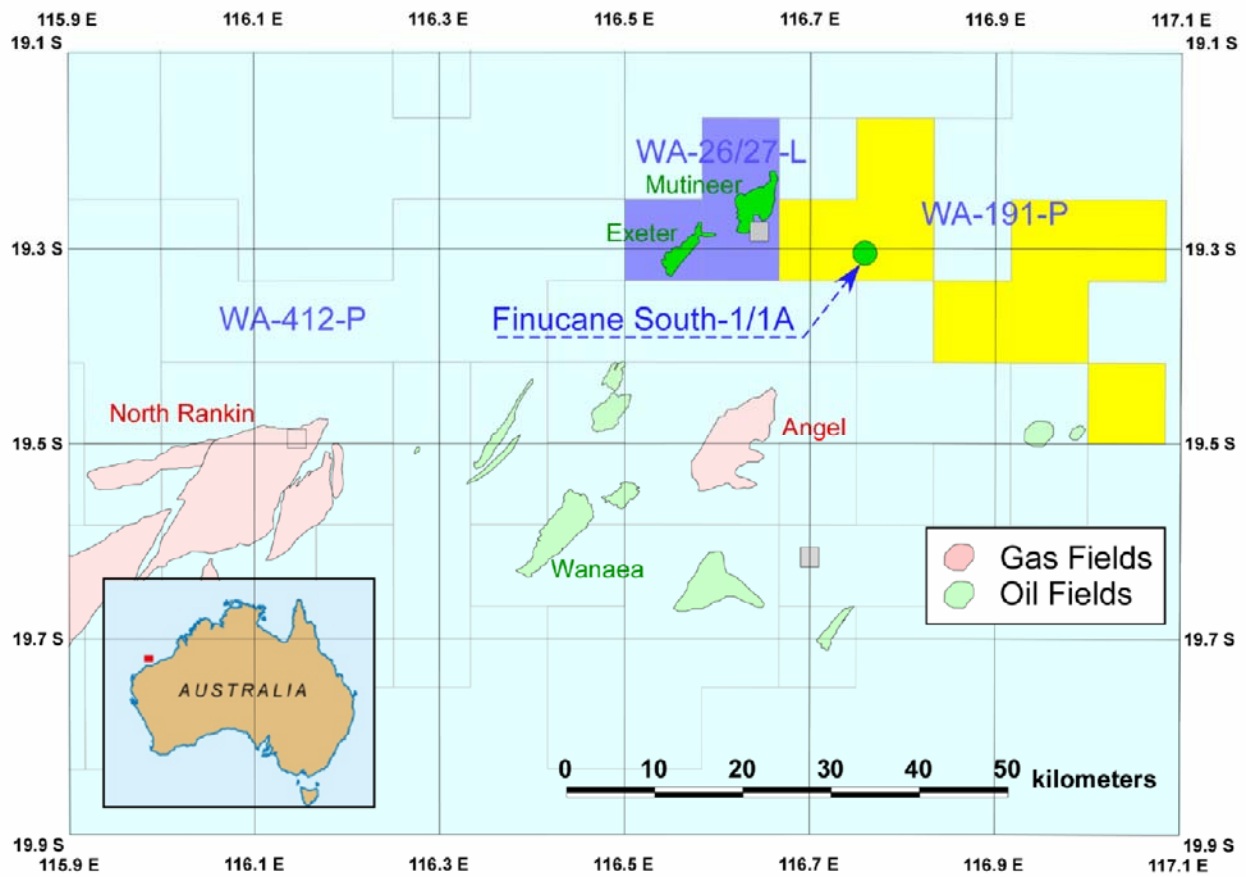 115.9 E 116.1 E 116.3 E 116.5 E 116.7 E 116.9 E 117.1 E
19.1 S 19.1 S
WA-26/27-L
Mutineer
WA-191-P
Exeter
19.3 S 19.3 S
WA-412-P
Finucane South-1/1A
North Rankin
Angel
19.5 S 19.5 S
Gas Fields
Wanaea
Oil Fields
19.7 S 19.7 S
AUSTRALIA
0 10 20 30 40 50 kilometers
19.9 S 19.9 S
115.9 E 116.1 E 116.3 E 116.5 E 116.7 E 116.9 E 117.1 E